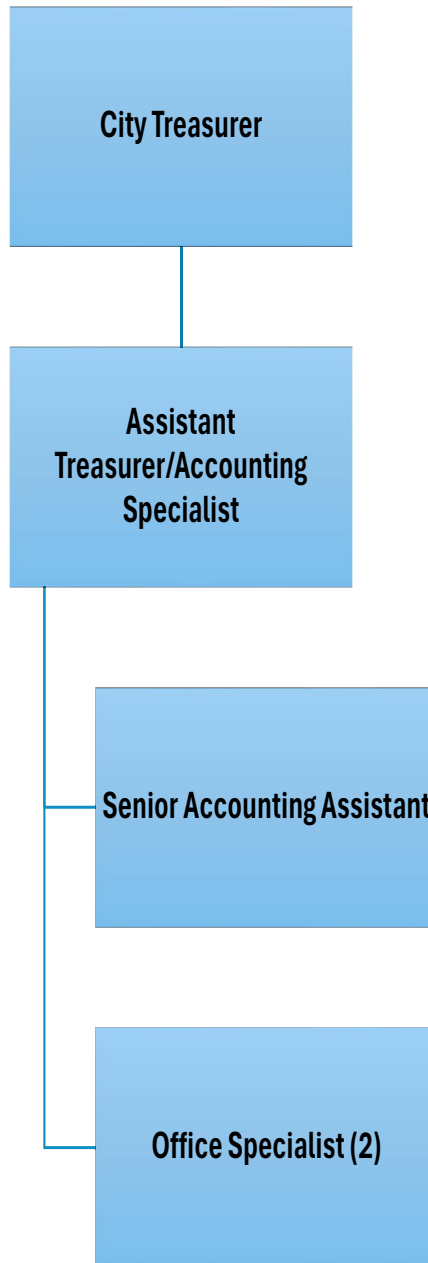 City Treasurer
Assistant
Treasurer/Accounting
Specialist
Senior Accounting Assistant
Office Specialist (2)